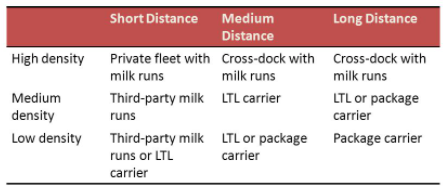 Short Distance Medium Distance Long Distance
High density Private fleet with milk runs Cross-dock with milk runs Cross-dock with milk runs
Medium density Third-party milk runs LTL carrier LTL or package carrier
Low density Third-party milk runs or LTL carrier LTL or package carrier Package carrier